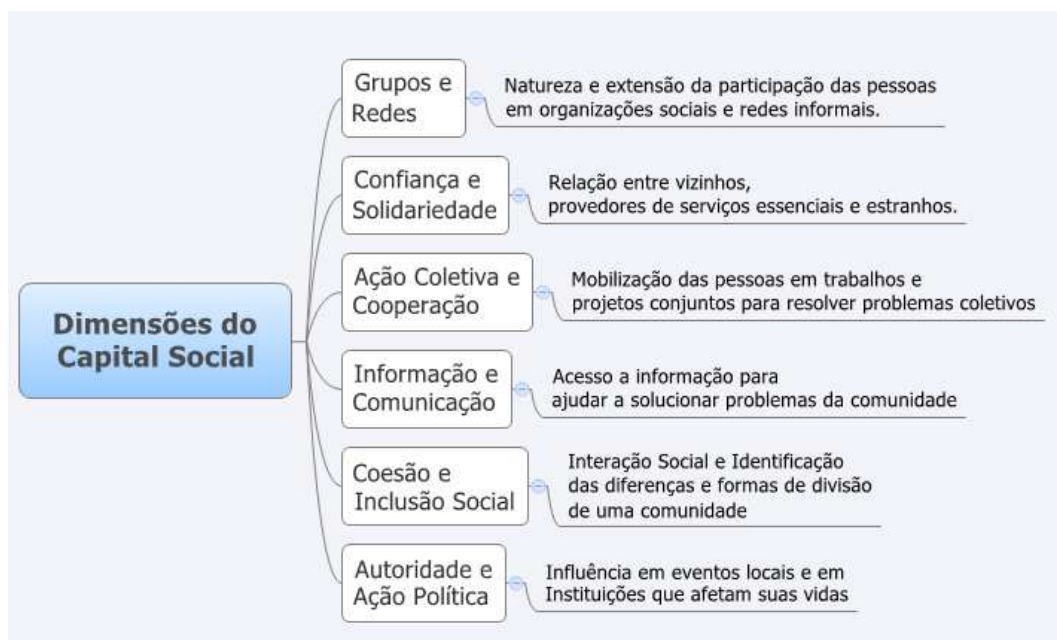 Dimensões do
Capital Social
Grupos e
Redes
Natureza e extensão da participação das pessoas
em organizações sociais e redes informais.
Confiança e
Solidariedade
Relação entre vizinhos,
provedores de serviços essenciais e estranhos.
Ação Coletiva e
Cooperação
Mobilização das pessoas em trabalhos e
projetos conjuntos para resolver problemas coletivos
Informação e
Comunicação
Acesso a informação para
ajudar a solucionar problemas da comunidade
Coesão e
Inclusão Social
Interação Social e Identificação
das diferenças e formas de divisão
de uma comunidade
Autoridade e
Ação Política
Influência em eventos locais e em
Instituições que afetam suas vidas